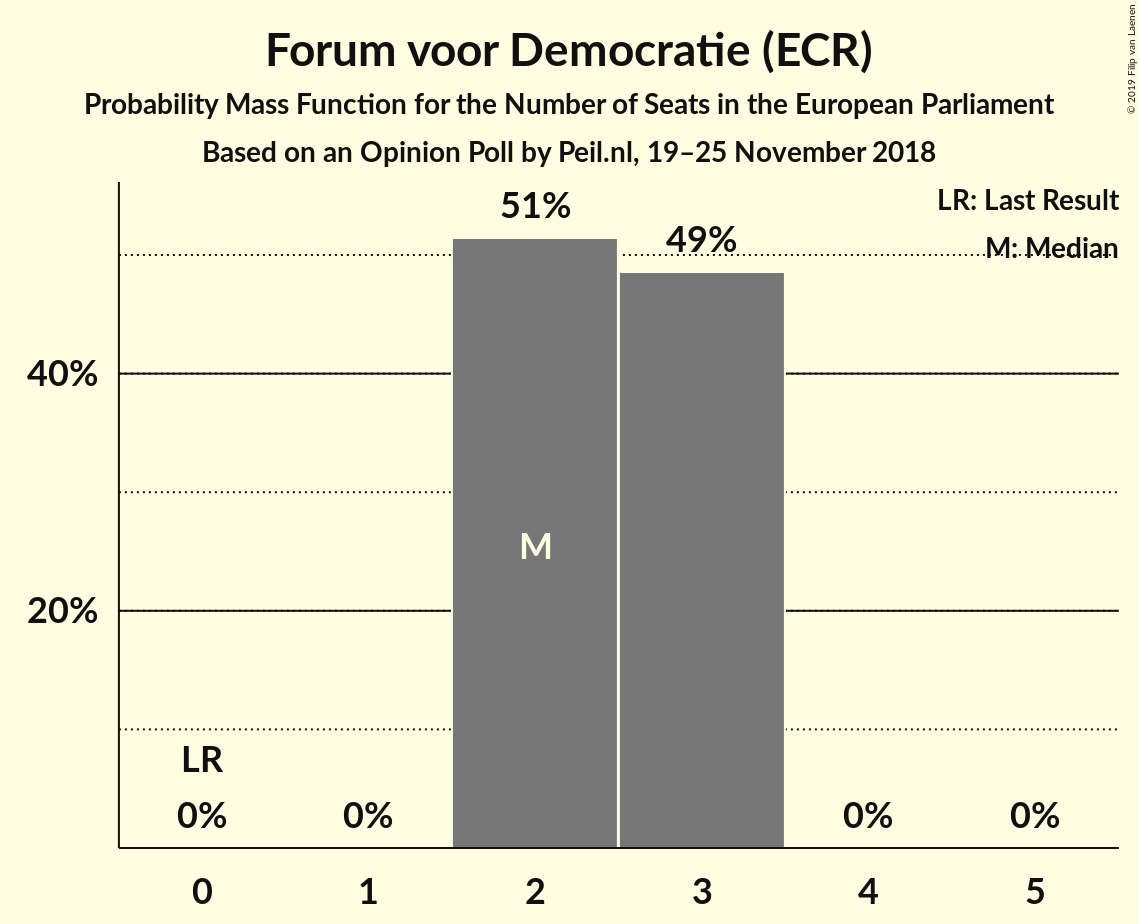 Forum voor Democratie (ECR)
Probability Mass Function for the Number of Seats in the European Parliament
Based on an Opinion Poll by Peil.nl, 19–25 November 2018
© 2019 Filip van Laenen
LR: Last Result
M: Median
51%
49%
40%
20%
M
LR
0%
0%
0%
0%
0
1
2
3
4
5